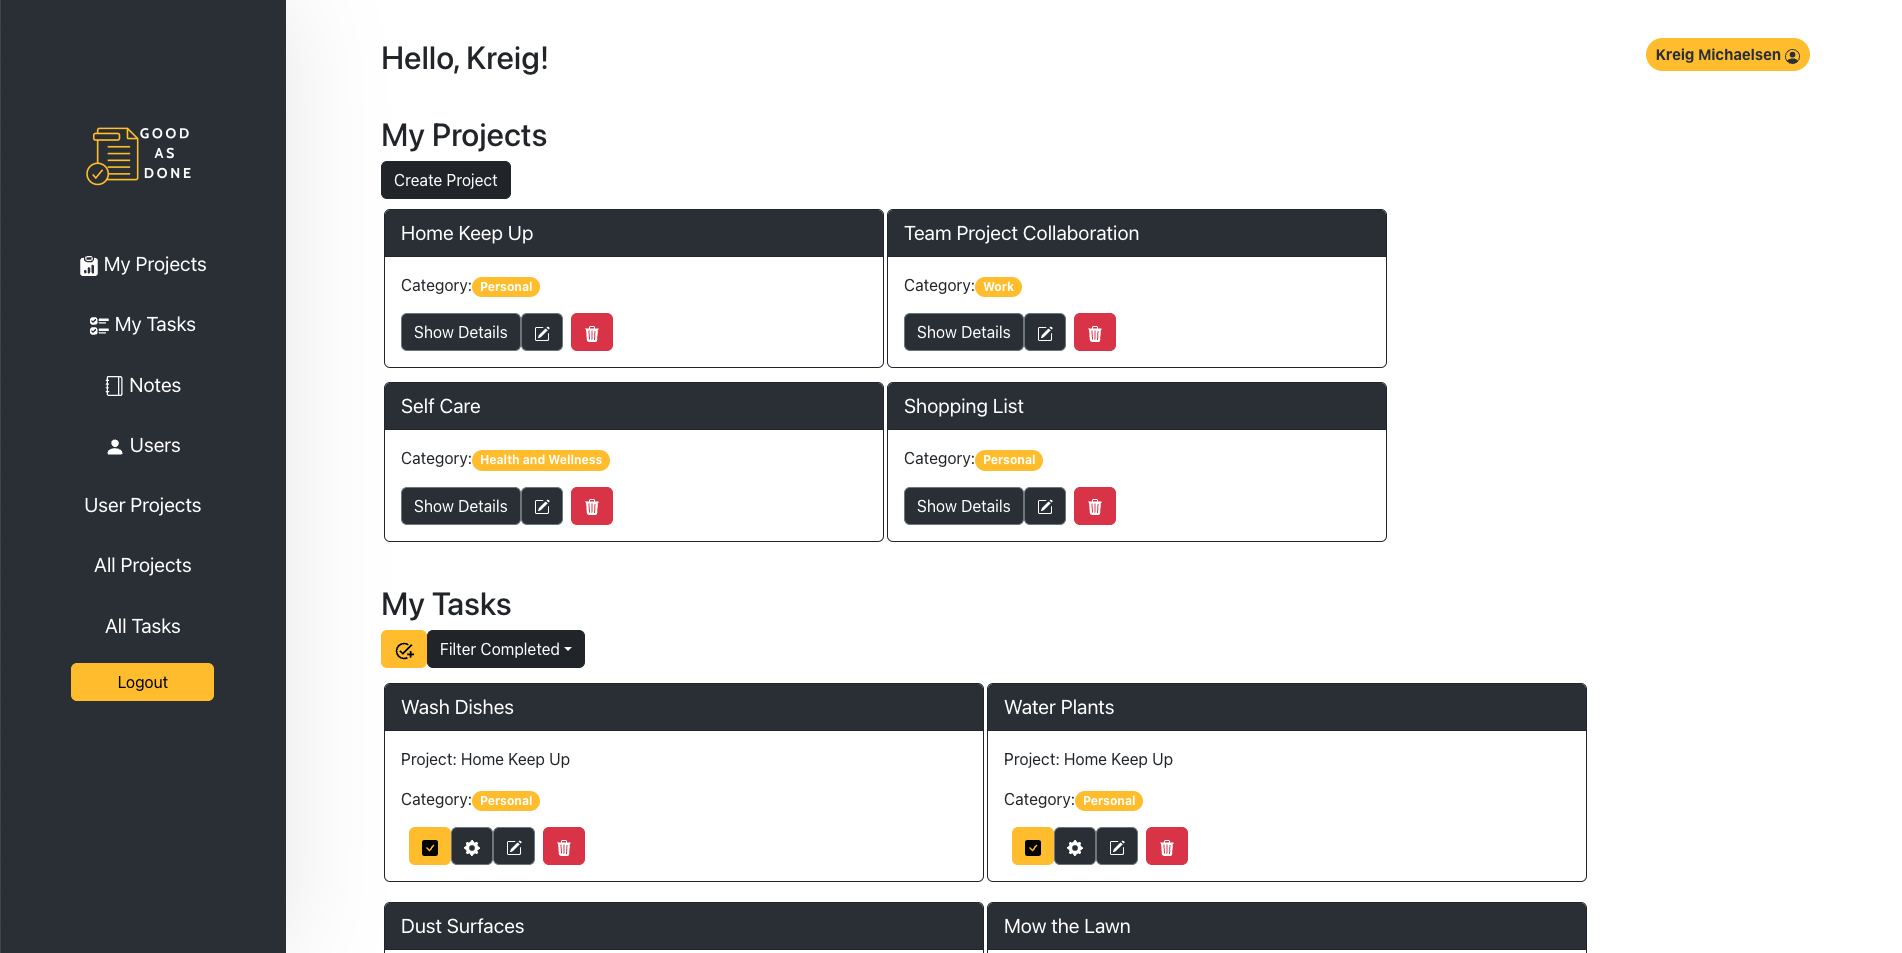 GOOD
AS
DONE
My Projects
My Tasks
Notes
Users
User Projects
All Projects
All Tasks
Logout
Hello, Kreig!
Kreig Michaelsen
My Projects
Create Project
Home Keep Up
Category: Personal
Show Details
Team Project Collaboration
Category: Work
Show Details
Self Care
Category: Health and Wellness
Show Details
Shopping List
Category: Personal
Show Details
My Tasks
Filter Completed
Wash Dishes
Project: Home Keep Up
Category: Personal
Water Plants
Project: Home Keep Up
Category: Personal
Dust Surfaces
Mow the Lawn